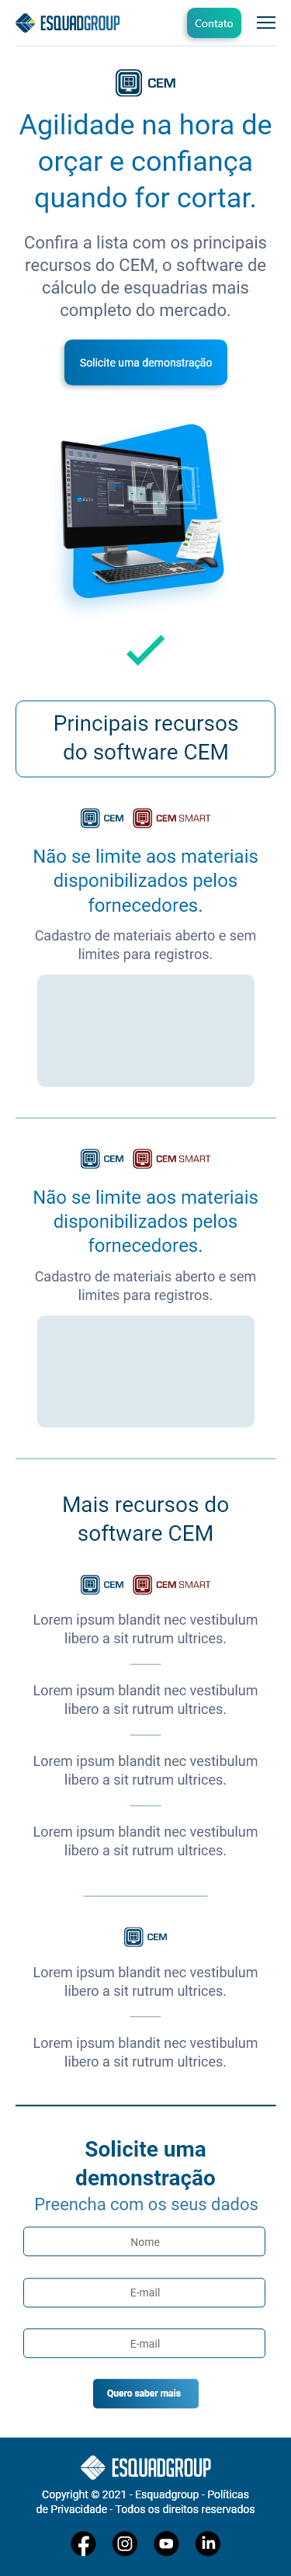 ESQUADGROUP
Contato
CEM
Agilidade na hora de
orçar e confiança
quando for cortar.
Confira a lista com os principais
recursos do CEM, o software de
cálculo de esquadrias mais
completo do mercado.
Solicite uma demonstração
Principais recursos
do software CEM
CEM CEM SMART
Não se limite aos materiais
disponibilizados pelos
fornecedores.
Cadastro de materiais aberto e sem
limites para registros.
CEM CEM SMART
Não se limite aos materiais
disponibilizados pelos
fornecedores.
Cadastro de materiais aberto e sem
limites para registros.
Mais recursos do
software CEM
CEM CEM SMART
Lorem ipsum blandit nec vestibulum
libero a sit rutrum ultrices.
Lorem ipsum blandit nec vestibulum
libero a sit rutrum ultrices.
Lorem ipsum blandit nec vestibulum
libero a sit rutrum ultrices.
Lorem ipsum blandit nec vestibulum
libero a sit rutrum ultrices.
CEM
Lorem ipsum blandit nec vestibulum
libero a sit rutrum ultrices.
Lorem ipsum blandit nec vestibulum
libero a sit rutrum ultrices.
Solicite uma
demonstração
Preencha com os seus dados
Nome
E-mail
E-mail
Quero saber mais
ESQUADGROUP
Copyright © 2021 - Esquadgroup - Políticas
de Privacidade - Todos os direitos reservados